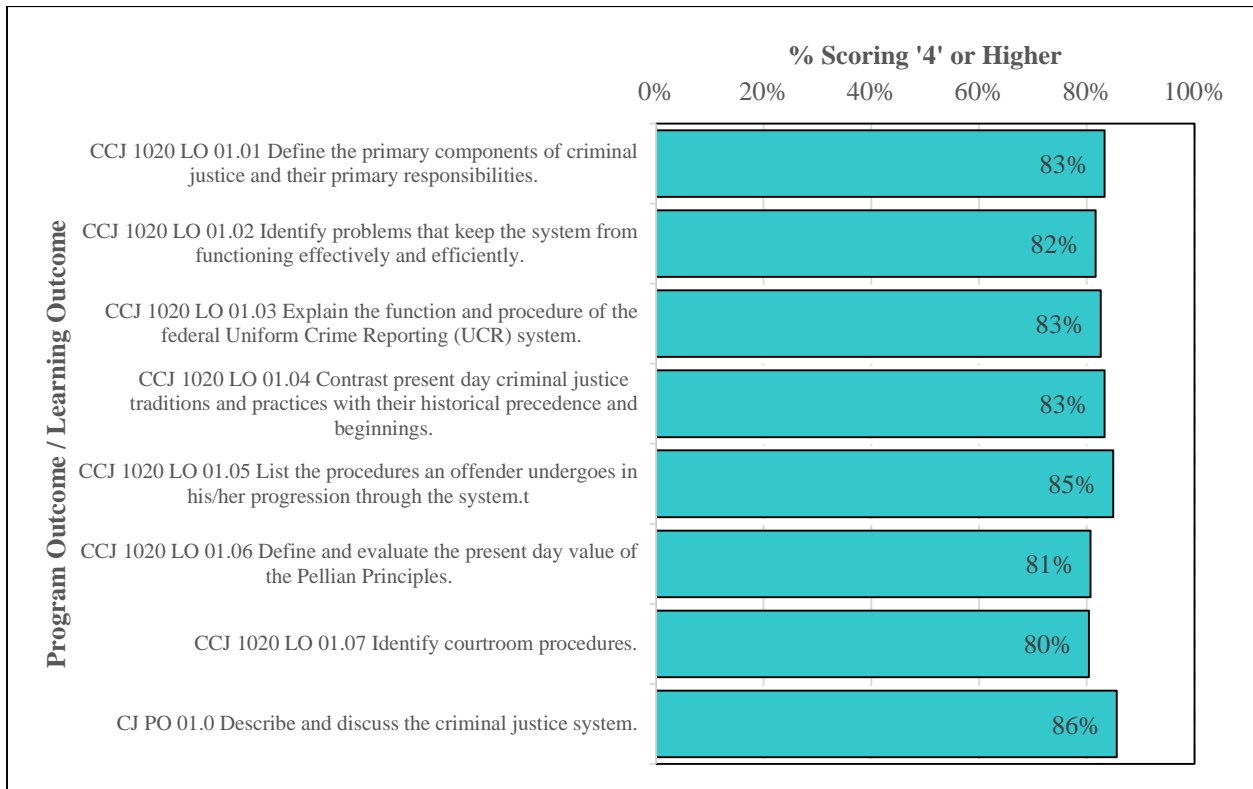 % Scoring '4' or Higher
0% 20% 40% 60% 80% 100%
Program Outcome / Learning Outcome
CCJ 1020 LO 01.01 Define the primary components of criminal
justice and their primary responsibilities.
83%
CCJ 1020 LO 01.02 Identify problems that keep the system from
functioning effectively and efficiently.
82%
CCJ 1020 LO 01.03 Explain the function and procedure of the
federal Uniform Crime Reporting (UCR) system.
83%
CCJ 1020 LO 01.04 Contrast present day criminal justice
traditions and practices with their historical precedence and
beginnings.
83%
CCJ 1020 LO 01.05 List the procedures an offender undergoes in
his/her progression through the system.t
85%
CCJ 1020 LO 01.06 Define and evaluate the present day value of
the Pellian Principles.
81%
CCJ 1020 LO 01.07 Identify courtroom procedures.
80%
CJ PO 01.0 Describe and discuss the criminal justice system.
86%